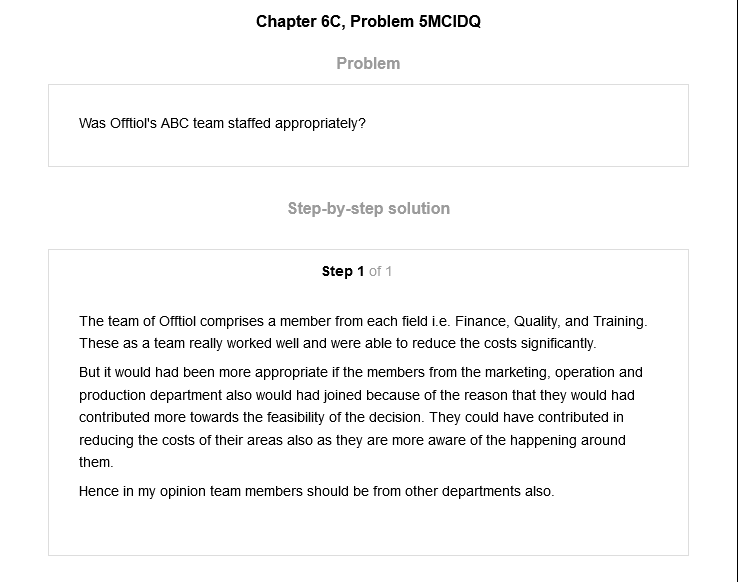 Chapter 6C, Problem 5MCIDQ
Problem
Was Offtiol's ABC team staffed appropriately?
Step-by-step solution
Step 1 of 1
The team of Offtiol comprises a member from each field i.e. Finance, Quality, and Training.
These as a team really worked well and were able to reduce the costs significantly.
But it would had been more appropriate if the members from the marketing, operation and
production department also would had joined because of the reason that they would had
contributed more towards the feasibility of the decision. They could have contributed in
reducing the costs of their areas also as they are more aware of the happening around
them.
Hence in my opinion team members should be from other departments also.